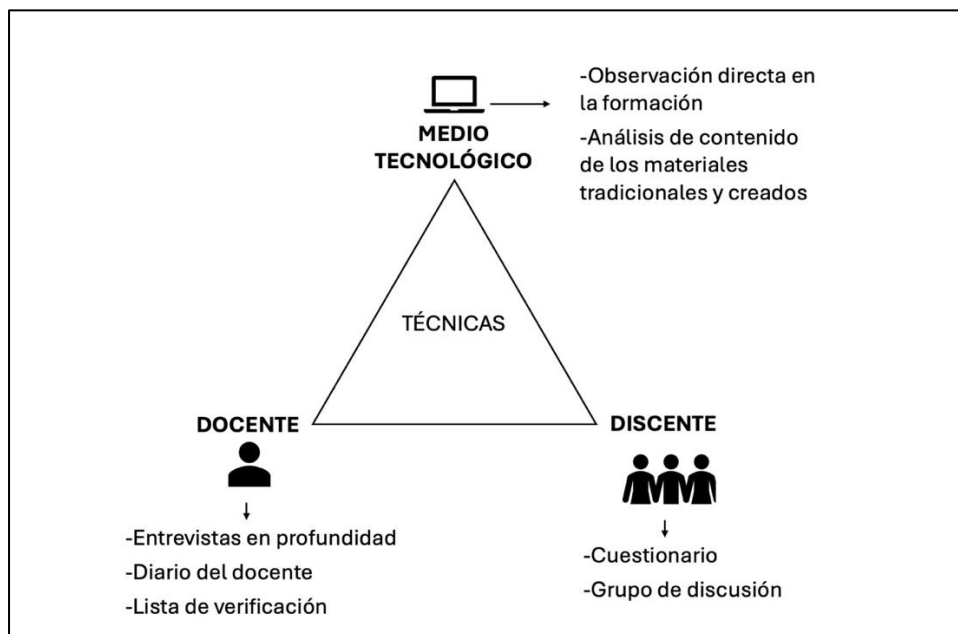 -Observación directa en
la formación
-Análisis de contenido
de los materiales
tradicionales y creados
MEDIO
TECNOLÓGICO
TÉCNICAS
DOCENTE
-Entrevistas en profundidad
-Diario del docente
-Lista de verificación
DISCENTE
-Cuestionario
-Grupo de discusión